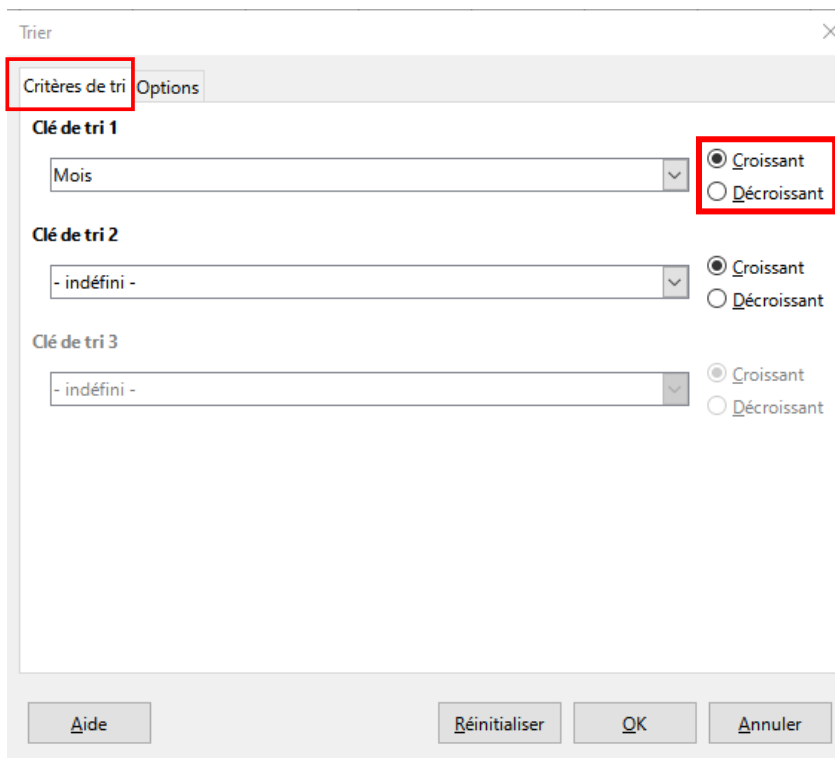 Trier
Critères de tri Options
Clé de tri 1
Mois
Croissant
Décroissant
Clé de tri 2
- indéfini -
Croissant
Décroissant
Clé de tri 3
- indéfini -
Croissant
Décroissant
Aide Réinitialiser OK Annuler